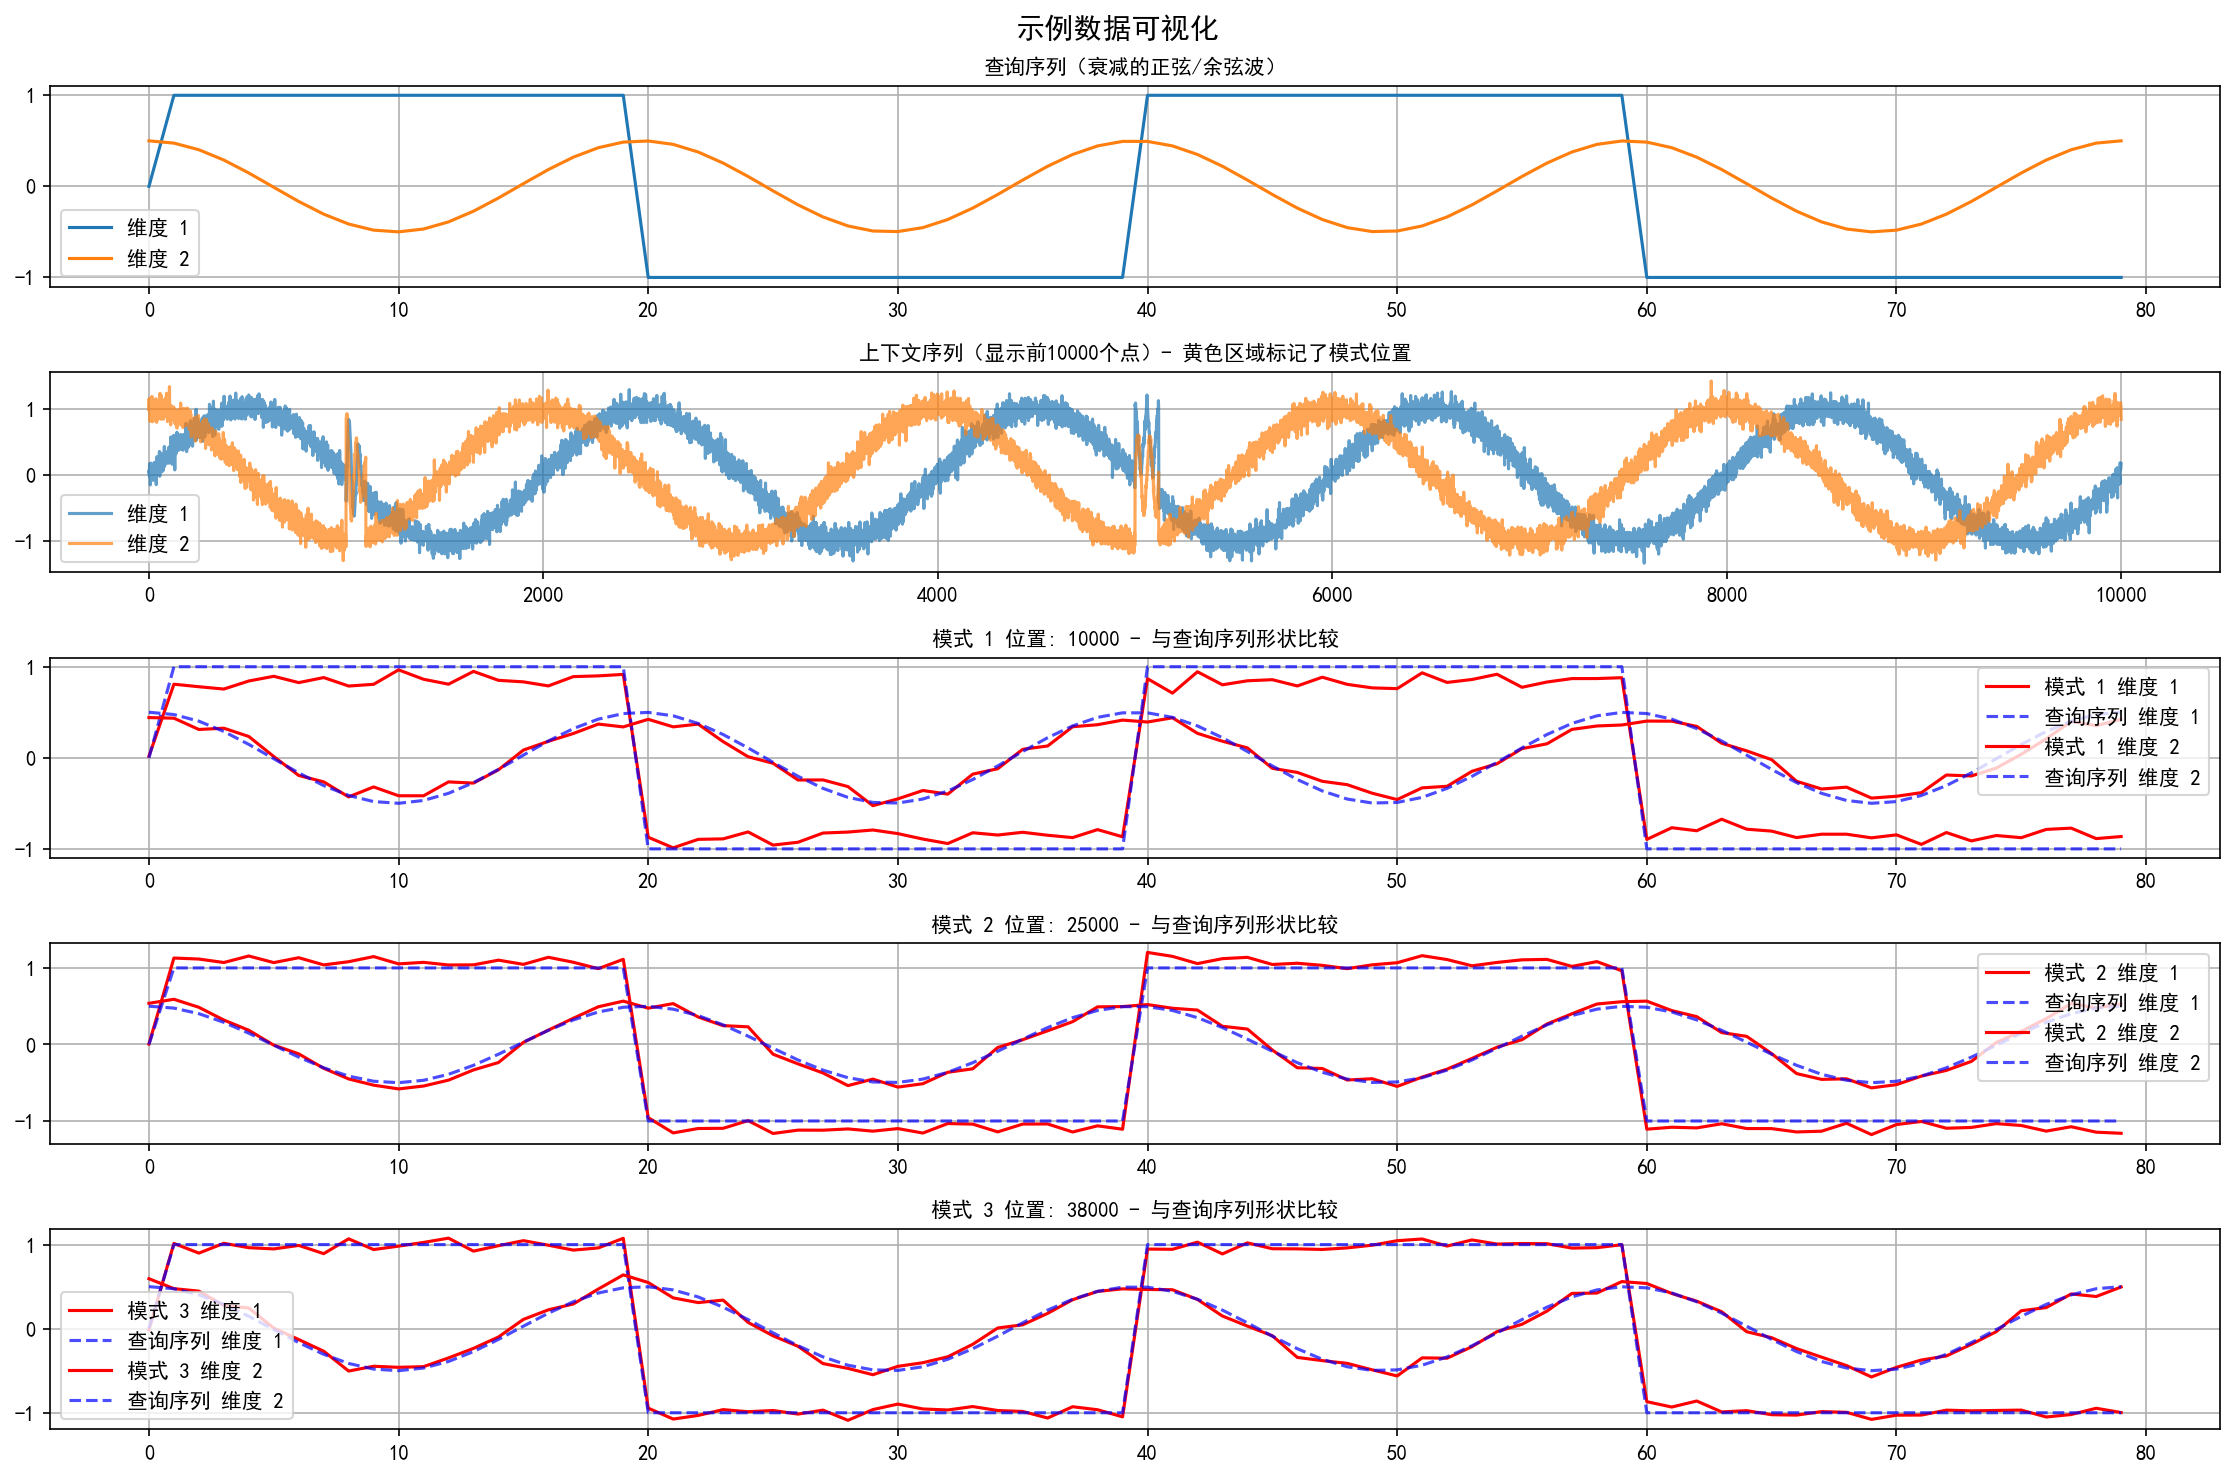 示例数据可视化
查询序列（衰减的正弦/余弦波）
1
0
-1
维度 1
维度 2
0 10 20 30 40 50 60 70 80
上下文序列（显示前10000个点）- 黄色区域标记了模式位置
1
0
-1
维度 1
维度 2
0 2000 4000 6000 8000 10000
模式 1 位置: 10000 - 与查询序列形状比较
1
0
-1
模式 1 维度 1
查询序列 维度 1
模式 1 维度 2
查询序列 维度 2
0 10 20 30 40 50 60 70 80
模式 2 位置: 25000 - 与查询序列形状比较
1
0
-1
模式 2 维度 1
查询序列 维度 1
模式 2 维度 2
查询序列 维度 2
0 10 20 30 40 50 60 70 80
模式 3 位置: 38000 - 与查询序列形状比较
1
0
-1
模式 3 维度 1
查询序列 维度 1
模式 3 维度 2
查询序列 维度 2
0 10 20 30 40 50 60 70 80